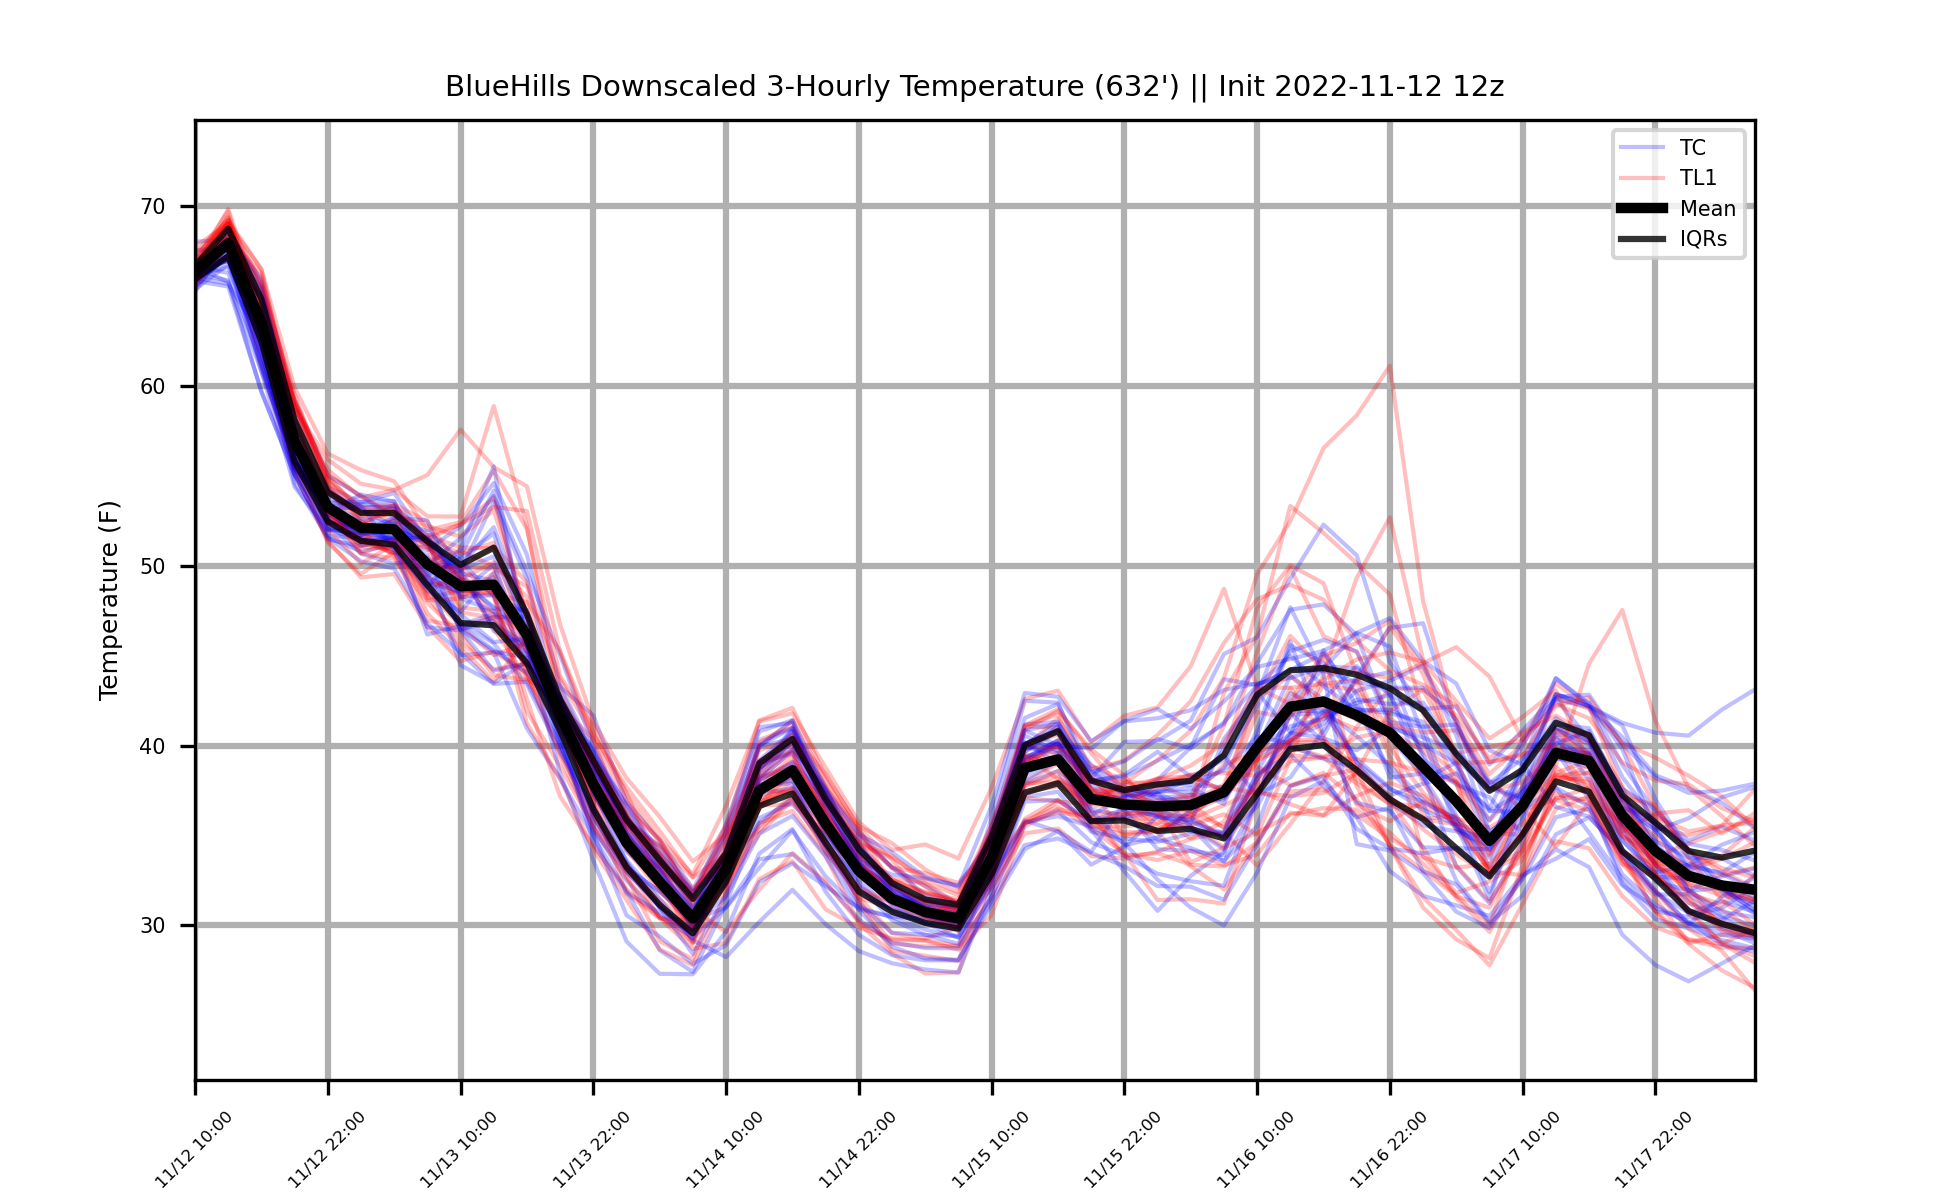 BlueHills Downscaled 3-Hourly Temperature (632') || Init 2022-11-12 12z
TC
TL1
Mean
IQRs
70
60
50
40
30
Temperature (F)
11/12 10:00
11/12 22:00
11/13 10:00
11/13 22:00
11/14 10:00
11/14 22:00
11/15 10:00
11/15 22:00
11/16 10:00
11/16 22:00
11/17 10:00
11/17 22:00